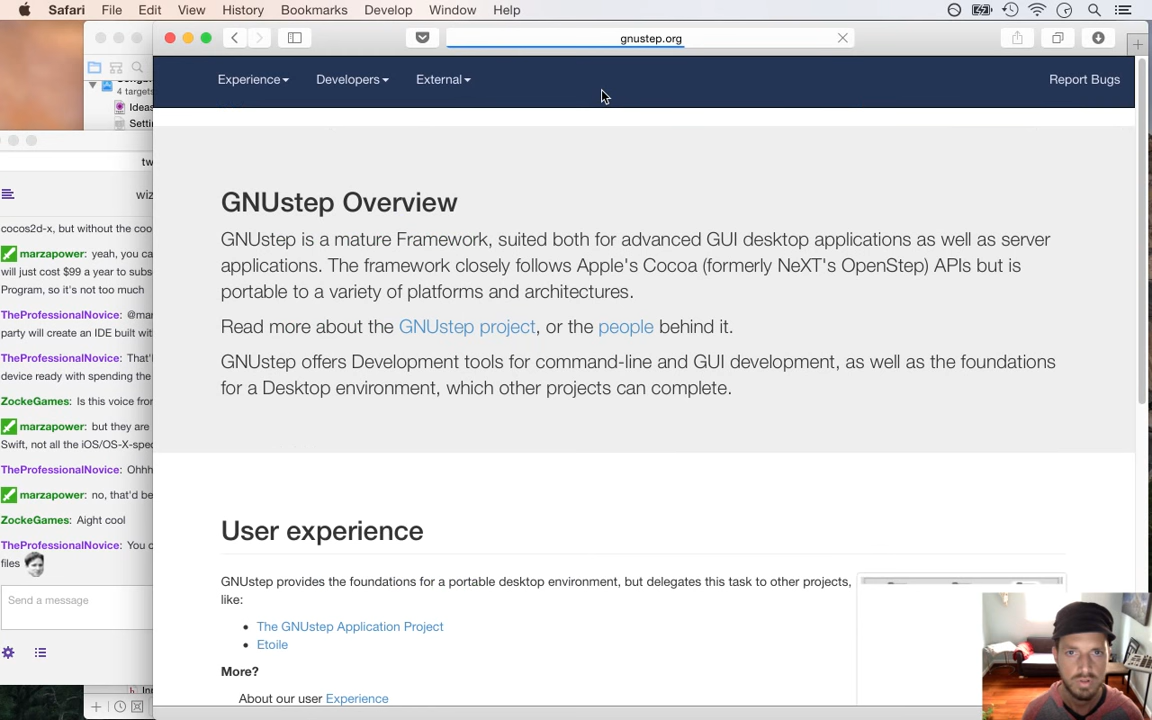 Safari File Edit View History Bookmarks Develop Window Help
gnustep.org
Experience Developers External Report Bugs
4 targets
Ideas
GNUstep Overview
GNUstep is a mature Framework, suited both for advanced GUI desktop applications as well as server
applications. The framework closely follows Apple's Cocoa (formerly NeXT's OpenStep) APIs but is
portable to a variety of platforms and architectures.
Read more about the GNUstep project, or the people behind it.
GNUstep offers Development tools for command-line and GUI development, as well as the foundations
for a Desktop environment, which other projects can complete.
User experience
GNUstep provides the foundations for a portable desktop environment, but delegates this task to other projects,
like:
The GNUstep Application Project
Etoile
More?
About our user Experience
cocos2d-x, but without the coo
marzapower: yeah, you ca
will just cost $99 a year to subs
Program, so it's not too much
TheProfessionalNovice: @mar
party will create an IDE built wit
TheProfessionalNovice: That'
device ready with spending the
ZockeGames: Is this voice from
marzapower: but they are
Swift, not all the iOS/OS-X-spec
TheProfessionalNovice: Ohhh
marzapower: no, that'd be
ZockeGames: Aight cool
TheProfessionalNovice: You c
files
Send a message